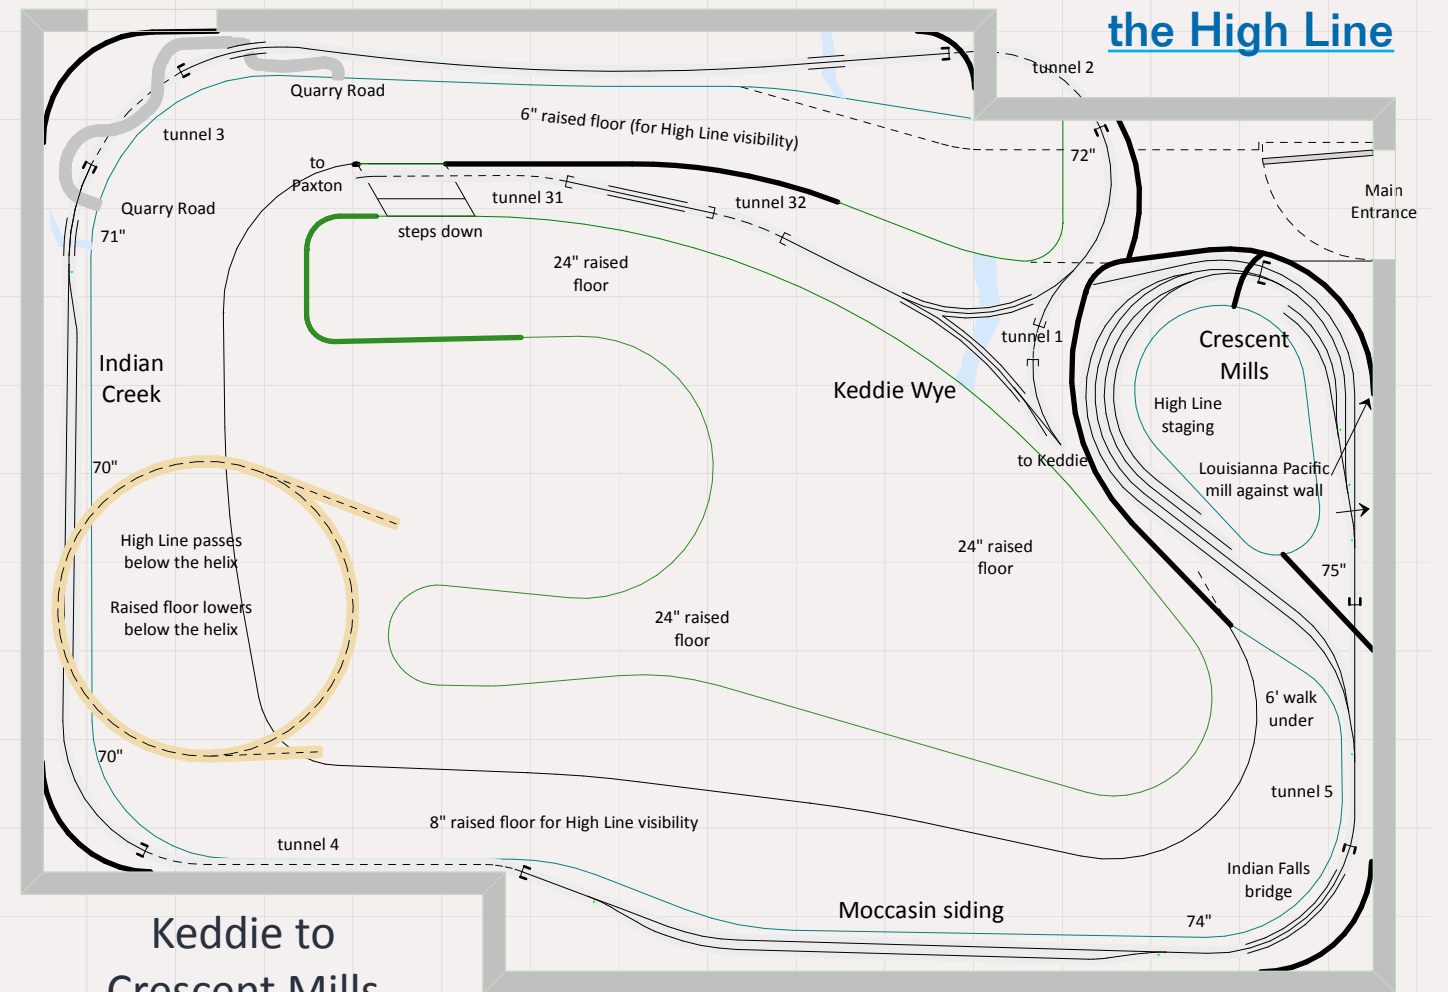 the High Line
tunnel 2
Quarry Road
tunnel 3
6" raised floor (for High Line visibility)
72"
to
Paxton
Main
Entrance
tunnel 31
tunnel 32
Quarry Road
71"
steps down
24" raised
floor
tunnel 1
Crescent
Mills
Indian
Creek
Keddie Wye
High Line
staging
to Keddie
70"
Louisianna Pacific
mill against wall
High Line passes
below the helix
24" raised
floor
75"
Raised floor lowers
below the helix
24" raised
floor
6' walk
under
70"
tunnel 5
8" raised floor for High Line visibility
tunnel 4
Indian Falls
bridge
Moccasin siding
74"
Keddie to
Crescent Mills